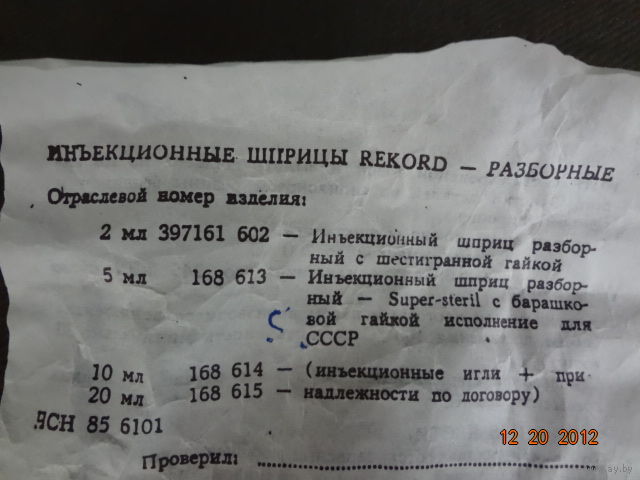 ИНЪЕКЦИОННЫЕ ШПРИЦЫ REKORD — РАЗБОРНЫЕ
Отраслевой номер изделия:
2 мл 397161 602 — Инъекционный шприц разбор-
ный с шестигранной гайкой
5 мл 168 613 — Инъекционный шприц разбор-
ный — Super-steril с барашко-
вой гайкой исполнение для
СССР
10 мл 168 614 — (инъекционные игли + при
20 мл 168 615 — надлежности по договору)
ЯСН 85 6101
Проверил:
12 20 2012